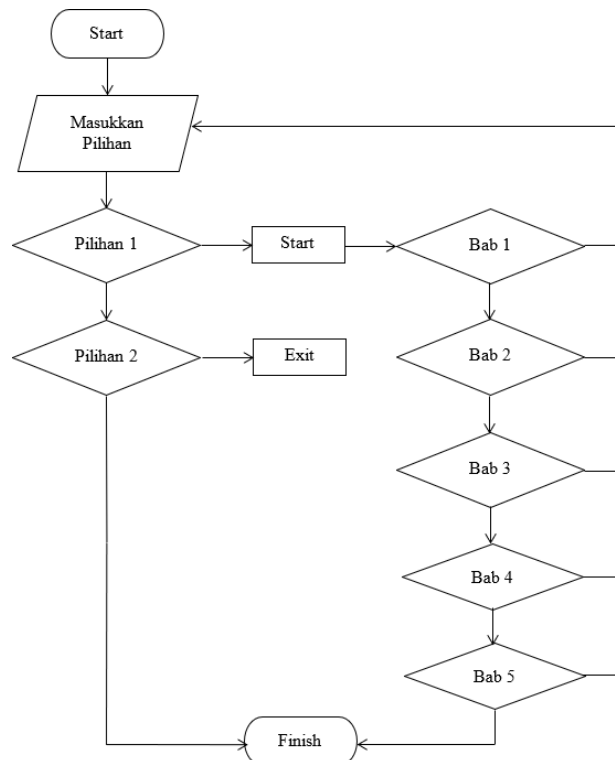 Start
Masukkan
Pilihan
Pilihan 1
Start
Bab 1
Pilihan 2
Exit
Bab 2
Bab 3
Bab 4
Bab 5
Finish